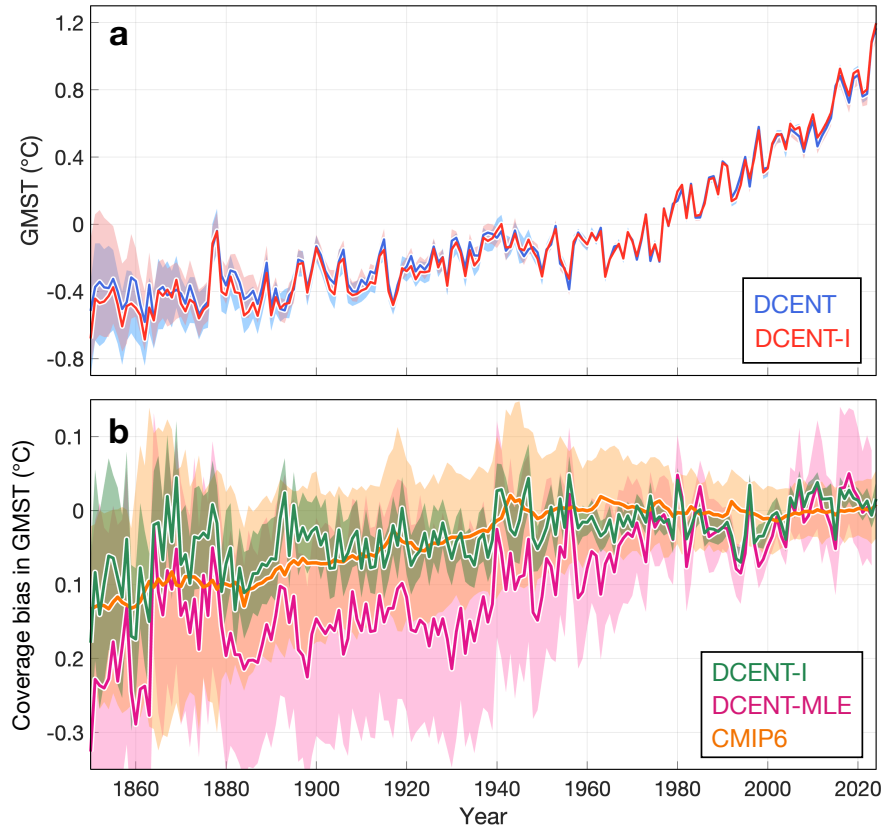 a
1.2
0.8
0.4
0
-0.4
-0.8
GMST (°C)
DCENT
DCENT-I
b
0.1
0
0.1
0.2
-0.3
Coverage bias in GMST (°C)
DCENT-I
DCENT-MLE
CMIP6
1860 1880 1900 1920 1940 1960 1980 2000 2020
Year